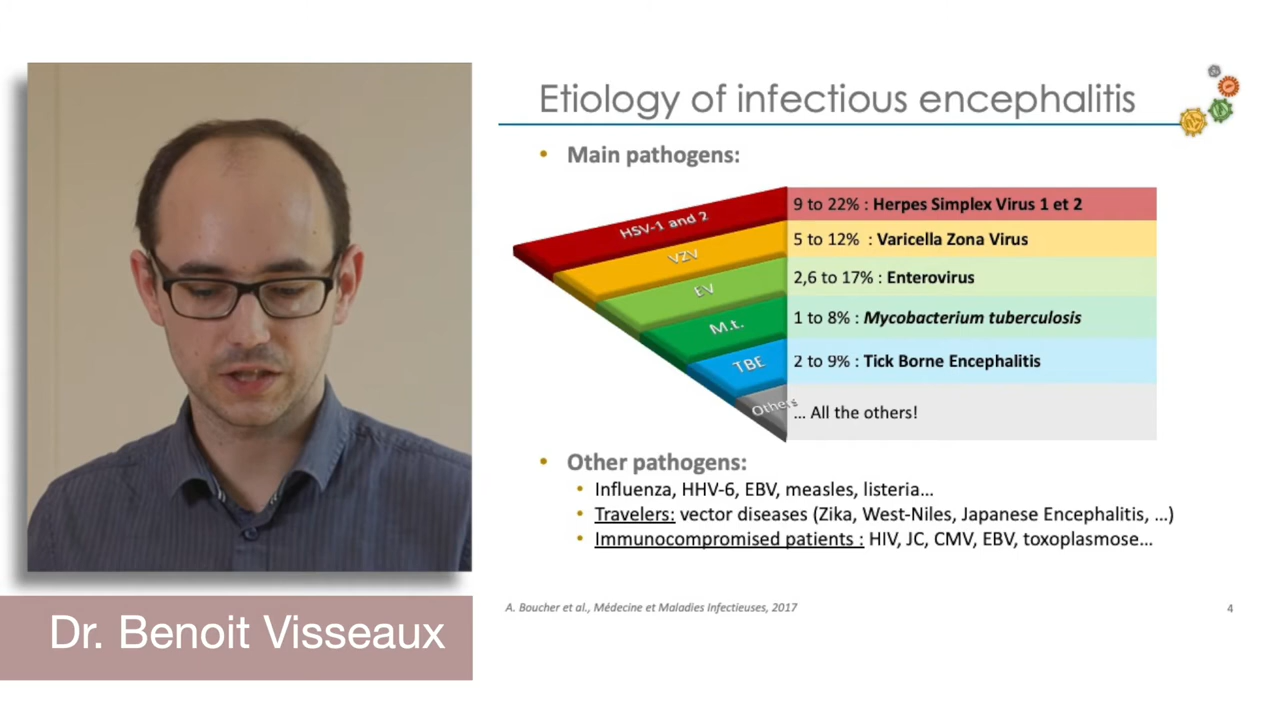 Etiology of infectious encephalitis
• Main pathogens:
HSV-1 and 2
9 to 22% : Herpes Simplex Virus 1 et 2
VZV
5 to 12% : Varicella Zona Virus
EV
2,6 to 17% : Enterovirus
M.t.
1 to 8% : Mycobacterium tuberculosis
TBE
2 to 9% : Tick Borne Encephalitis
Others
... All the others!
• Other pathogens:
• Influenza, HHV-6, EBV, measles, listeria...
• Travelers: vector diseases (Zika, West-Niles, Japanese Encephalitis, ...)
• Immunocompromised patients : HIV, JC, CMV, EBV, toxoplasmose...
A. Boucher et al., Médecine et Maladies Infectieuses, 2017
4
Dr. Benoit Visseaux